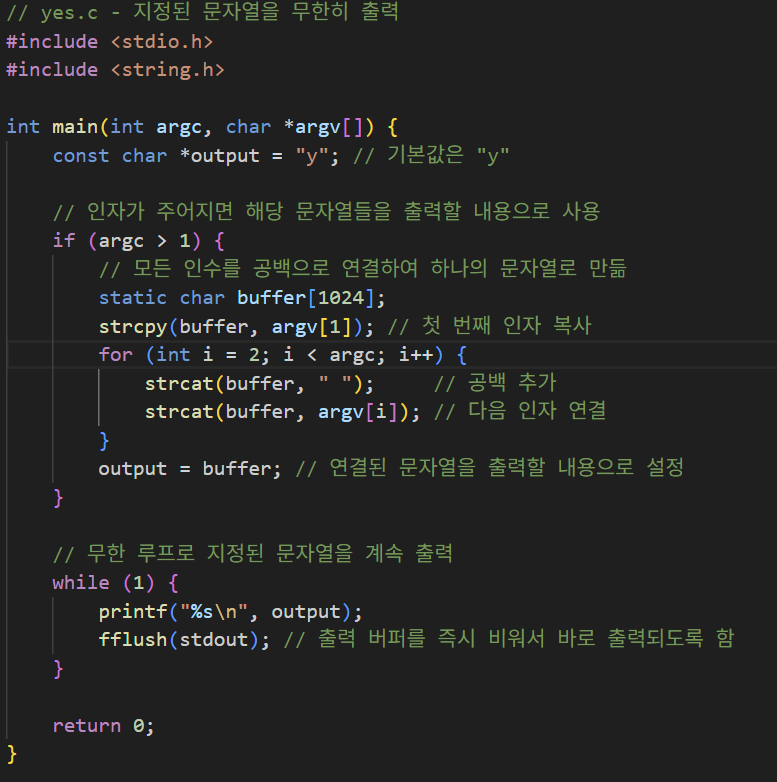 // yes.c - 지정된 문자열을 무한히 출력
#include <stdio.h>
#include <string.h>
int main(int argc, char *argv[]) {
const char *output = "y"; // 기본값은 "y"
// 인자가 주어지면 해당 문자열들을 출력할 내용으로 사용
if (argc > 1) {
// 모든 인수를 공백으로 연결하여 하나의 문자열로 만듦
static char buffer[1024];
strcpy(buffer, argv[1]); // 첫 번째 인자 복사
for (int i = 2; i < argc; i++) {
strcat(buffer, " "); // 공백 추가
strcat(buffer, argv[i]); // 다음 인자 연결
}
output = buffer; // 연결된 문자열을 출력할 내용으로 설정
}
// 무한 루프로 지정된 문자열을 계속 출력
while (1) {
printf("%s\n", output);
fflush(stdout); // 출력 버퍼를 즉시 비워서 바로 출력되도록 함
}
return 0;
}